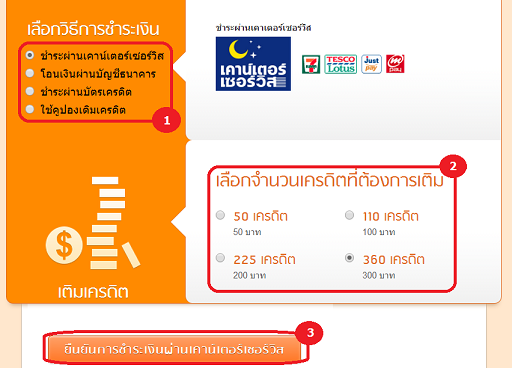 เลือกวิธีการชำระเงิน
ชำระผ่านเคาน์เตอร์เซอร์วิส
โอนเงินผ่านบัญชีธนาคาร
ชำระผ่านบัตรเครดิต
ใช้คูปองเติมเครดิต
1
ชำระผ่านเคาเตอร์เซอร์วิส
เคาน์เตอร์
เซอร์วิส
7
ELEVEN
TESCO
Lotus
Just
pay
m
pay
2
เลือกจำนวนเครดิตที่ต้องการเติม
50 เครดิต
50 บาท
110 เครดิต
100 บาท
225 เครดิต
200 บาท
360 เครดิต
300 บาท
$
เติมเครดิต
3
ยืนยันการชำระเงินผ่านเคาน์เตอร์เซอร์วิส